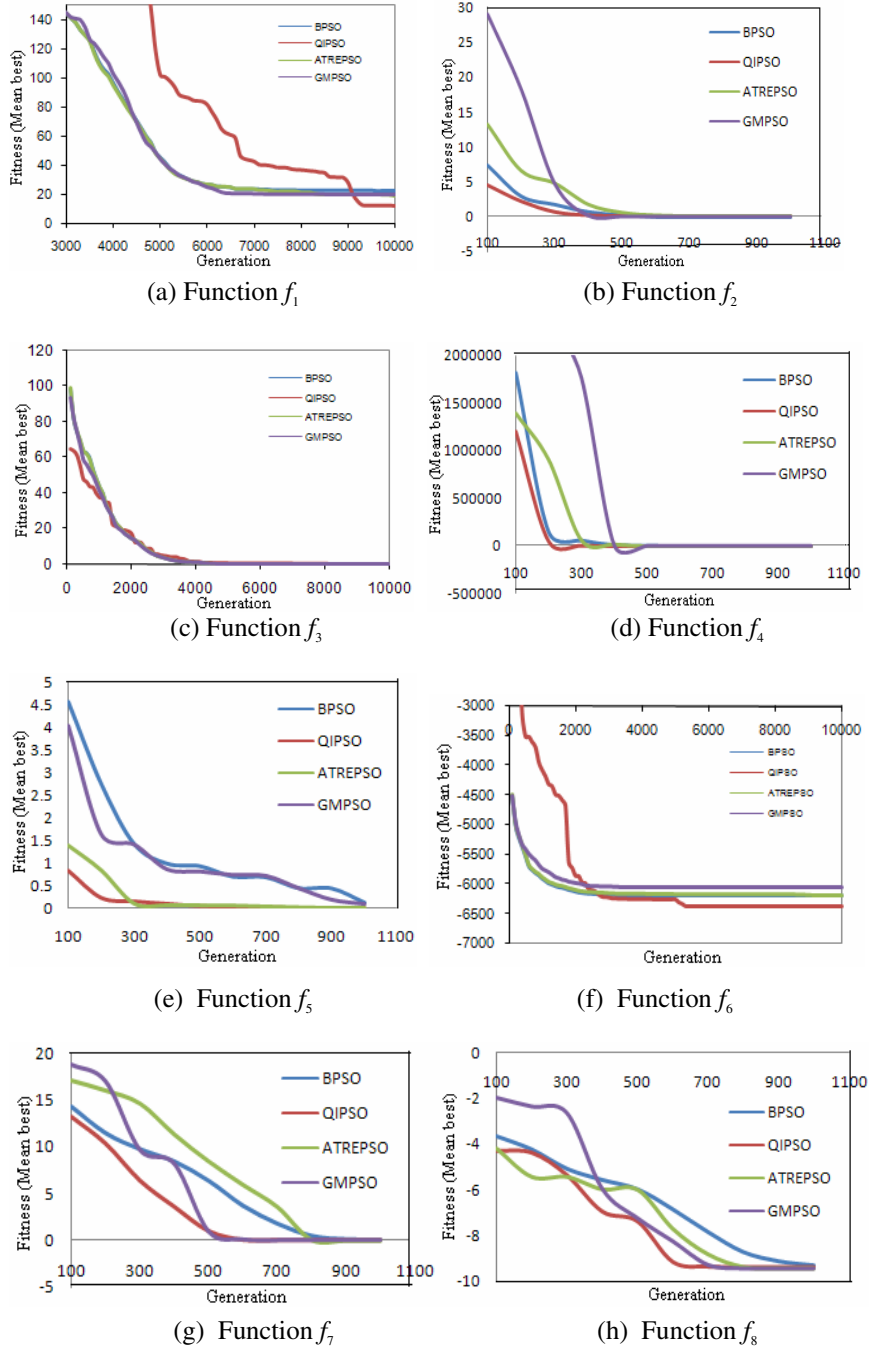 140
120
100
80
60
40
20
0
Fitness (Mean best)
BPSO
QIPSO
ATREPSO
GMPSO
3000 4000 5000 6000 7000 8000 9000 10000
Generation
(a) Function f1
30
25
20
15
10
5
0
-5
Fitness (Mean best)
BPSO
QIPSO
ATREPSO
GMPSO
100 300 500 700 900 1100
Generation
(b) Function f2
120
100
80
60
40
20
0
Fitness (Mean best)
BPSO
QIPSO
ATREPSO
GMPSO
0 2000 4000 6000 8000 10000
Generation
(c) Function f3
2000000
1500000
1000000
500000
0
-500000
Fitness (Mean best)
BPSO
QIPSO
ATREPSO
GMPSO
100 300 500 700 900 1100
Generation
(d) Function f4
5
4.5
4
3.5
3
2.5
2
1.5
1
0.5
0
Fitness (Mean best)
BPSO
QIPSO
ATREPSO
GMPSO
100 300 500 700 900 1100
Generation
(e) Function f5
-3000
-3500
-4000
-4500
-5000
-5500
-6000
-6500
-7000
Fitness (Mean best)
0 2000 4000 6000 8000 10000
BPSO
QIPSO
ATREPSO
GMPSO
Generation
(f) Function f6
20
15
10
5
0
-5
Fitness (Mean best)
BPSO
QIPSO
ATREPSO
GMPSO
100 300 500 700 900 1100
Generation
(g) Function f7
0
-2
-4
-6
-8
-10
Fitness (Mean best)
100 300 500 700 900 1100
BPSO
QIPSO
ATREPSO
GMPSO
Generation
(h) Function f8